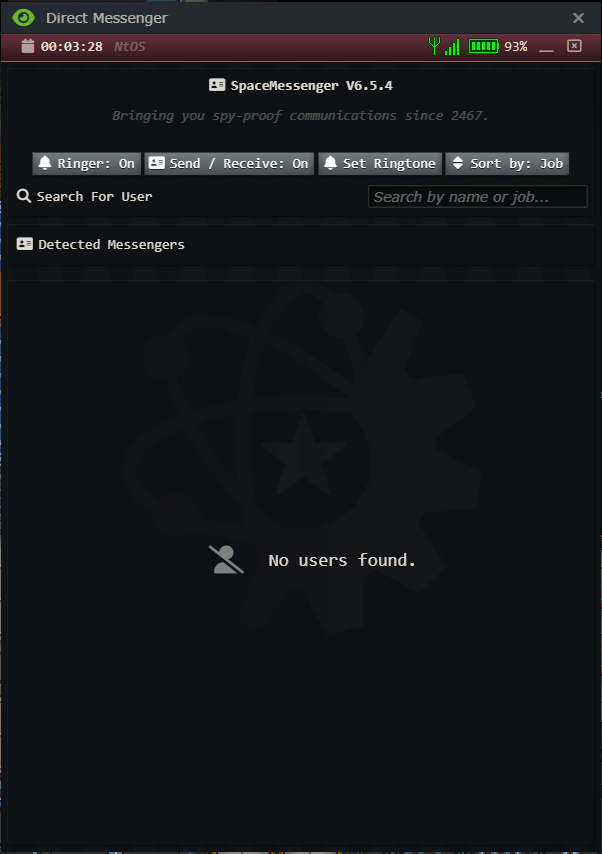 Direct Messenger
00:03:28 NtOS 93%
SpaceMessenger V6.5.4
Bringing you spy-proof communications since 2467.
Ringer: On Send / Receive: On Set Ringtone Sort by: Job
Search For User Search by name or job...
Detected Messengers
No users found.